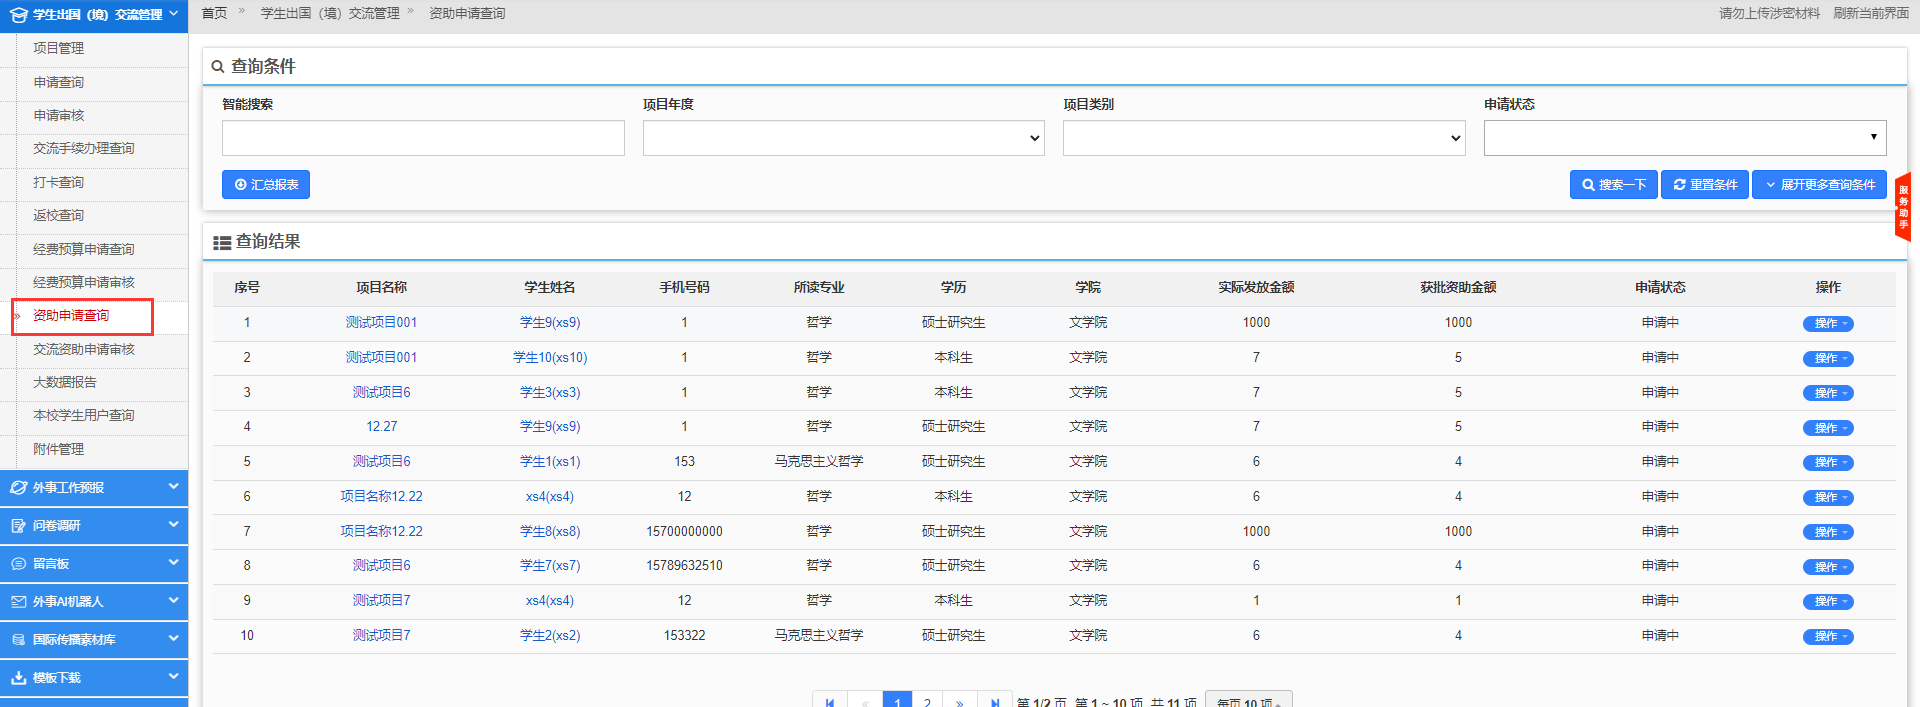 学生出国（境）交流管理
项目管理
申请查询
申请审核
交流手续办理查询
打卡查询
返校查询
经费预算申请查询
经费预算申请审核
» 资助申请查询
交流资助申请审核
大数据报告
本校学生用户查询
附件管理
外事工作预报
问卷调研
留言板
外事AI机器人
国际传播素材库
模板下载
首页 » 学生出国（境）交流管理 » 资助申请查询
请勿上传涉密材料 刷新当前界面
查询条件
智能搜索 项目年度 项目类别 申请状态
汇总报表 搜索一下 重置条件 展开更多查询条件
服务助手
查询结果
序号 项目名称 学生姓名 手机号码 所读专业 学历 学院 实际发放金额 获批资助金额 申请状态 操作
1 测试项目001 学生9(xs9) 1 哲学 硕士研究生 文学院 1000 1000 申请中 操作
2 测试项目001 学生10(xs10) 1 哲学 本科生 文学院 7 5 申请中 操作
3 测试项目6 学生3(xs3) 1 哲学 本科生 文学院 7 5 申请中 操作
4 12.27 学生9(xs9) 1 哲学 硕士研究生 文学院 7 5 申请中 操作
5 测试项目6 学生1(xs1) 153 马克思主义哲学 硕士研究生 文学院 6 4 申请中 操作
6 项目名称12.22 xs4(xs4) 12 哲学 本科生 文学院 6 4 申请中 操作
7 项目名称12.22 学生8(xs8) 15700000000 哲学 硕士研究生 文学院 1000 1000 申请中 操作
8 测试项目6 学生7(xs7) 15789632510 哲学 硕士研究生 文学院 6 4 申请中 操作
9 测试项目7 xs4(xs4) 12 哲学 本科生 文学院 1 1 申请中 操作
10 测试项目7 学生2(xs2) 153322 马克思主义哲学 硕士研究生 文学院 6 4 申请中 操作
« 1 2 » 第 1/2 页 第 1 ~ 10 项 共 11 项 每页 10 项